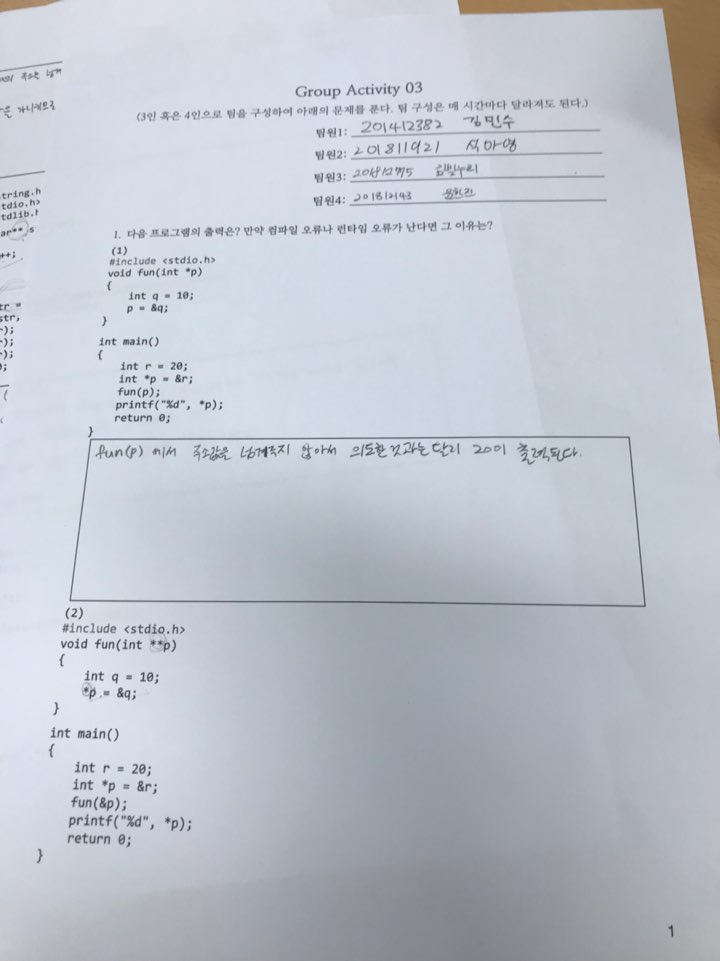 Group Activity 03
(3인 혹은 4인으로 팀을 구성하여 아래의 문제를 푼다. 팀 구성은 매 시간마다 달라져도 된다.)
팀원1: 201412382 김민수
팀원2: 201811921 석아영
팀원3:
팀원4: 201812143
1. 다음 프로그램의 출력은? 만약 컴파일 오류나 런타임 오류가 난다면 그 이유는?
(1)
#include <stdio.h>
void fun(int *p)
{
int q = 10;
p = &q;
}
int main()
{
int r = 20;
int *p = &r;
fun(p);
printf("%d", *p);
return 0;
}
fun(p) 에서 주소값을 넘겨주지 않아서 의도한 것과는 달리 20이 출력된다.
(2)
#include <stdio.h>
void fun(int **p)
{
int q = 10;
*p = &q;
}
int main()
{
int r = 20;
int *p = &r;
fun(&p);
printf("%d", *p);
return 0;
}
1
tring.h
tdio.h>
ar** s
++;
str,